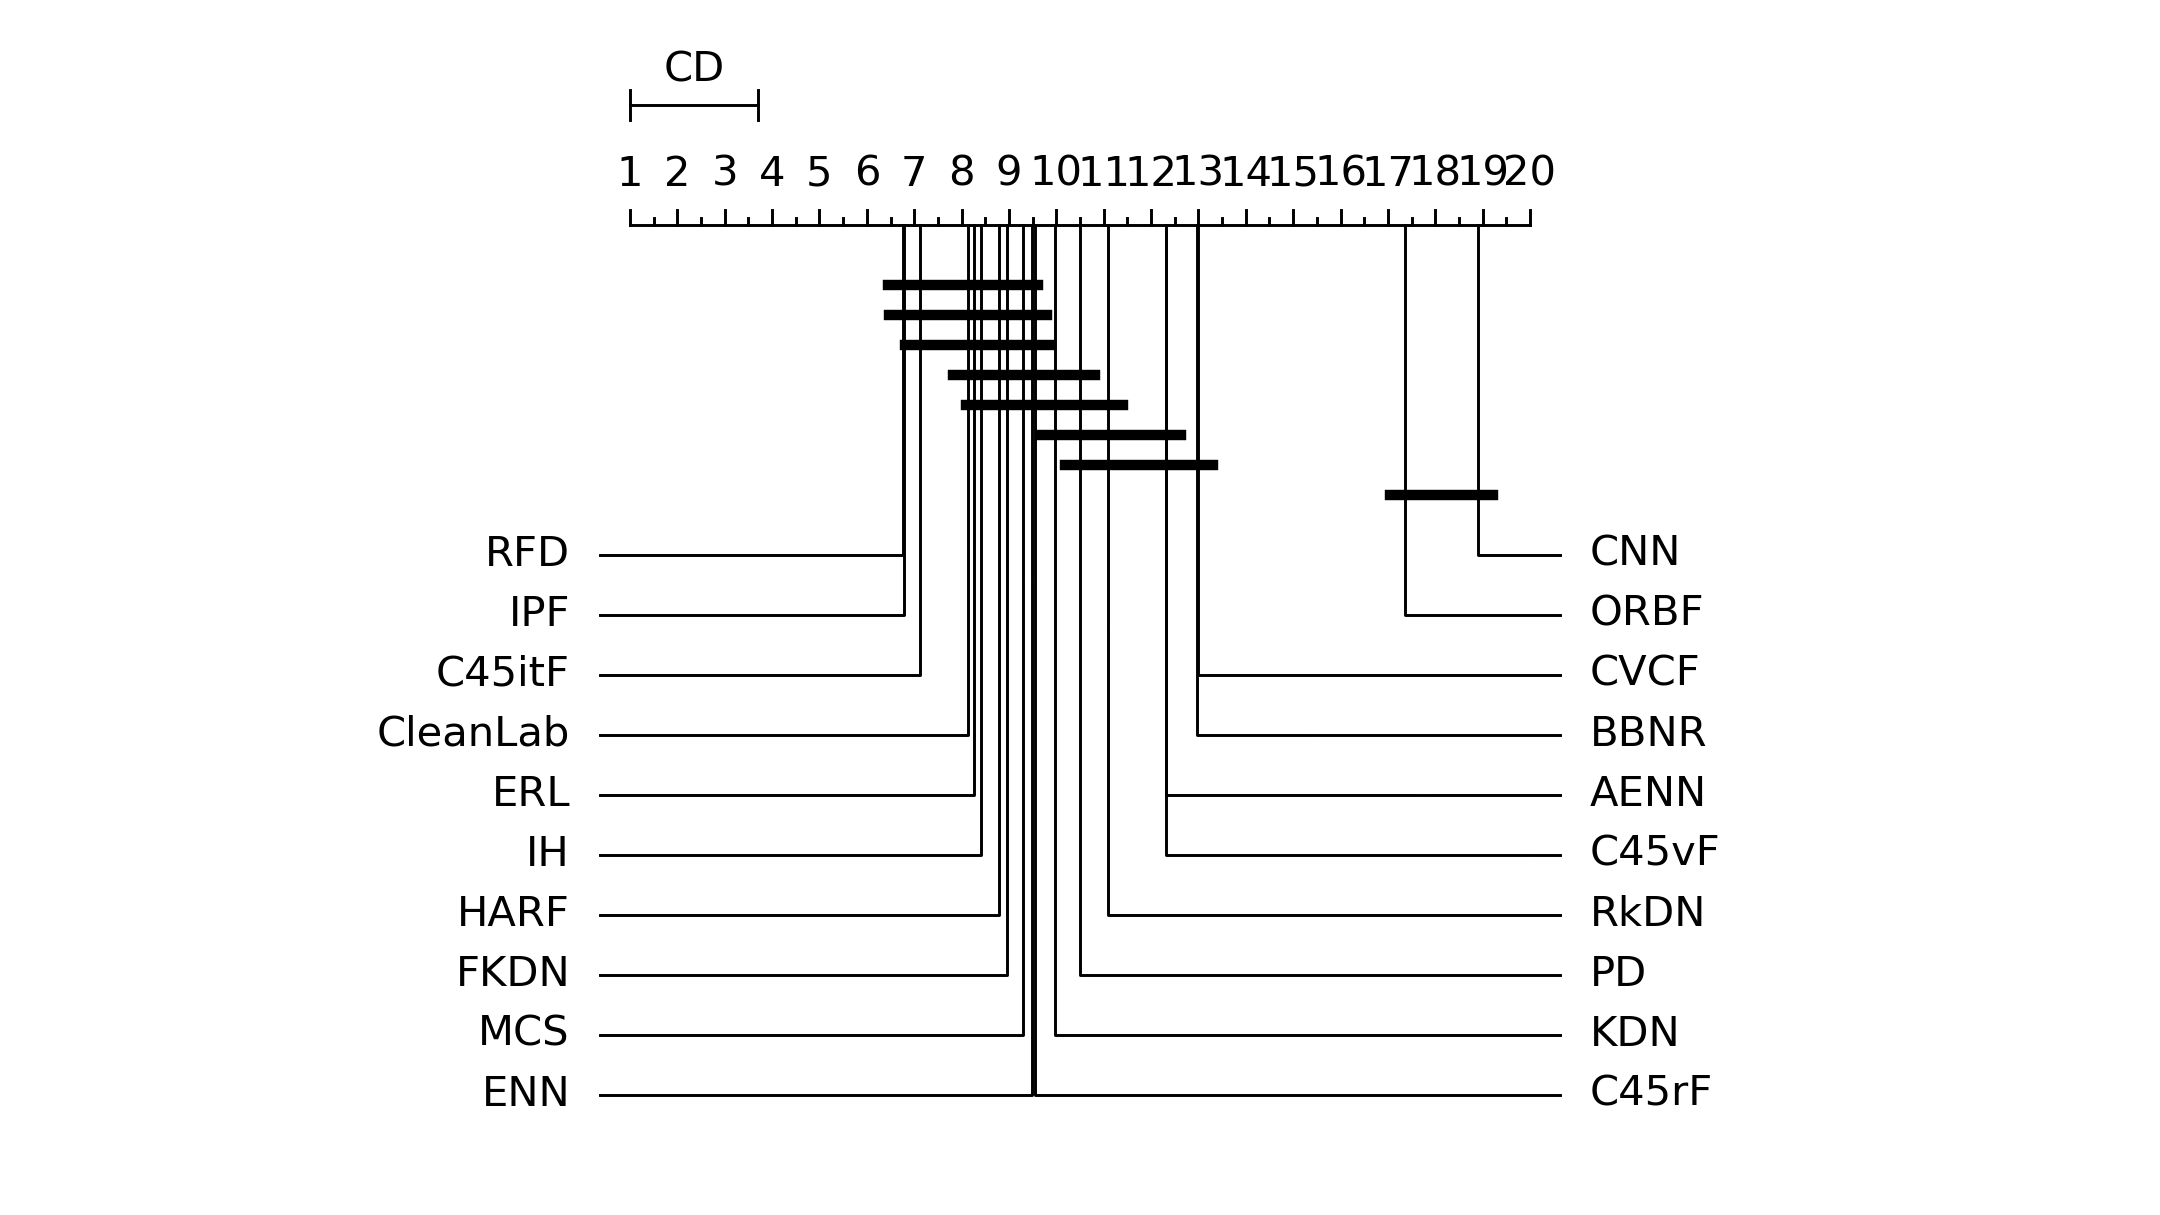 CD
1 2 3 4 5 6 7 8 9 10 11 12 13 14 15 16 17 18 19 20
RFD CNN
IPF ORBF
C45itF CVCF
CleanLab BBNR
ERL AENN
IH C45vF
HARF RkDN
FKDN PD
MCS KDN
ENN C45rF